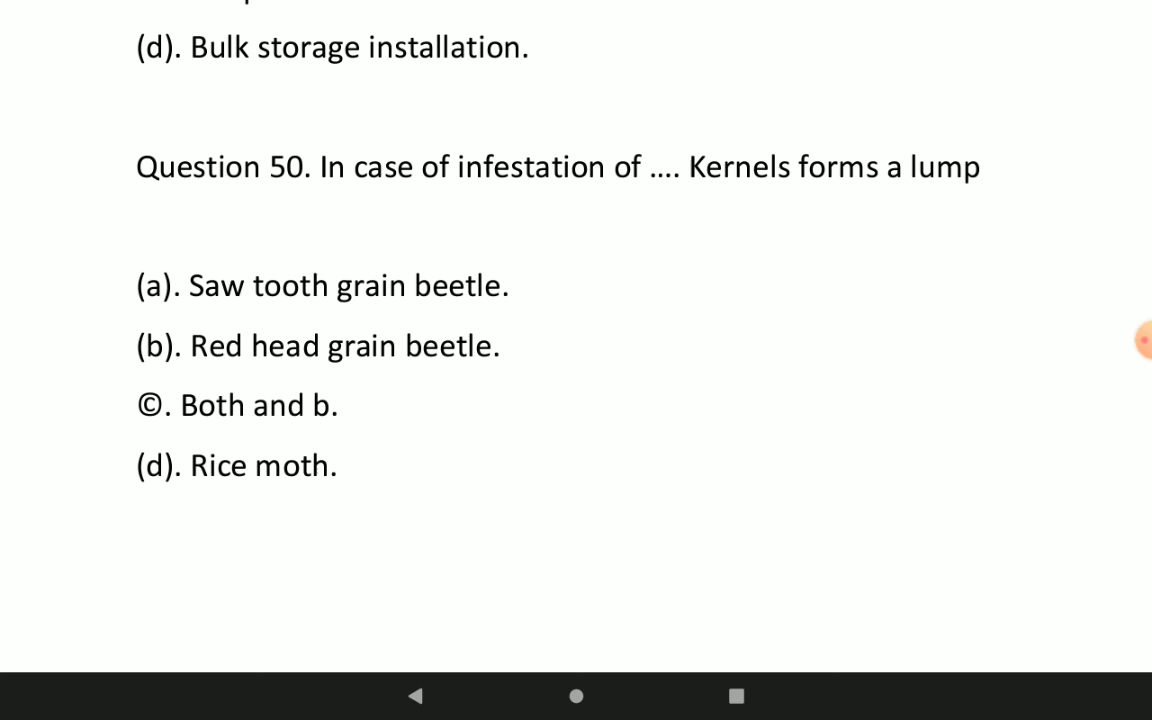 (d). Bulk storage installation.
Question 50. In case of infestation of .... Kernels forms a lump
(a). Saw tooth grain beetle.
(b). Red head grain beetle.
©. Both and b.
(d). Rice moth.